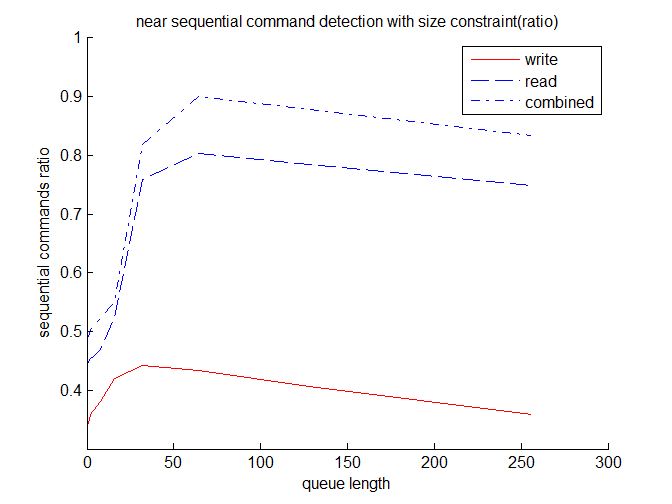 near sequential command detection with size constraint(ratio)
write
read
combined
sequential commands ratio
1
0.9
0.8
0.7
0.6
0.5
0.4
0 50 100 150 200 250 300
queue length